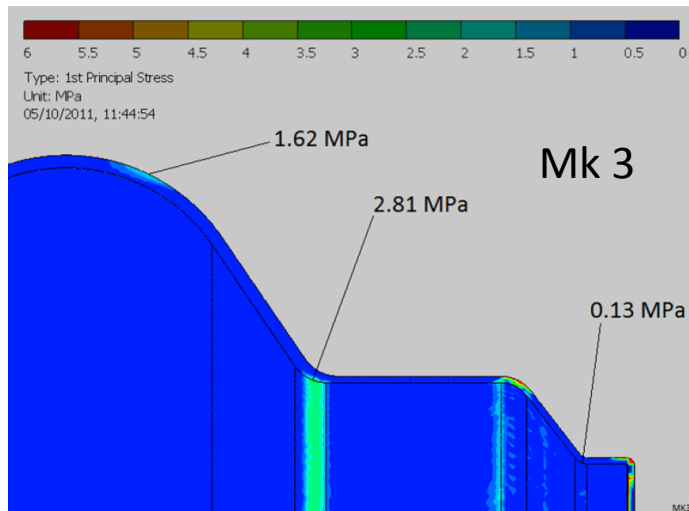 6 5.5 5 4.5 4 3.5 3 2.5 2 1.5 1 0.5 0
Type: 1st Principal Stress
Unit: MPa
05/10/2011, 11:44:54
1.62 MPa
Mk 3
2.81 MPa
0.13 MPa
MK3